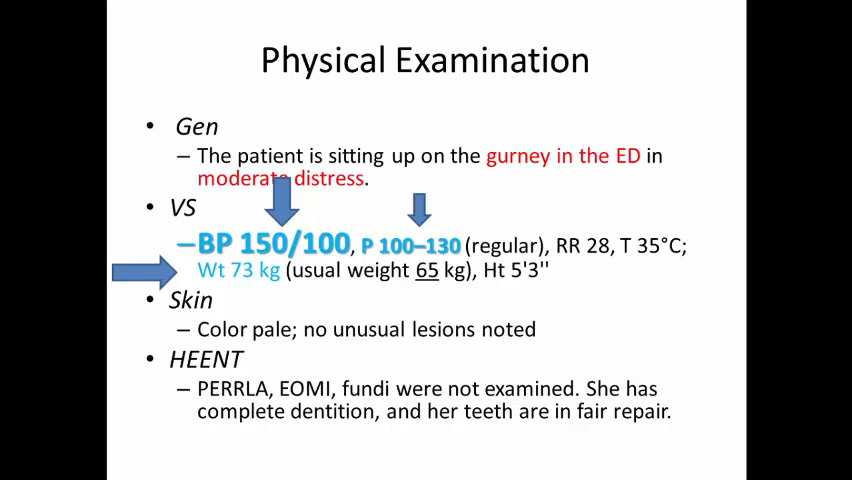 Physical Examination
• Gen
– The patient is sitting up on the gurney in the ED in
moderate distress.
• VS
–BP 150/100, P 100–130 (regular), RR 28, T 35°C;
Wt 73 kg (usual weight 65 kg), Ht 5'3"
• Skin
– Color pale; no unusual lesions noted
• HEENT
– PERRLA, EOMI, fundi were not examined. She has
complete dentition, and her teeth are in fair repair.